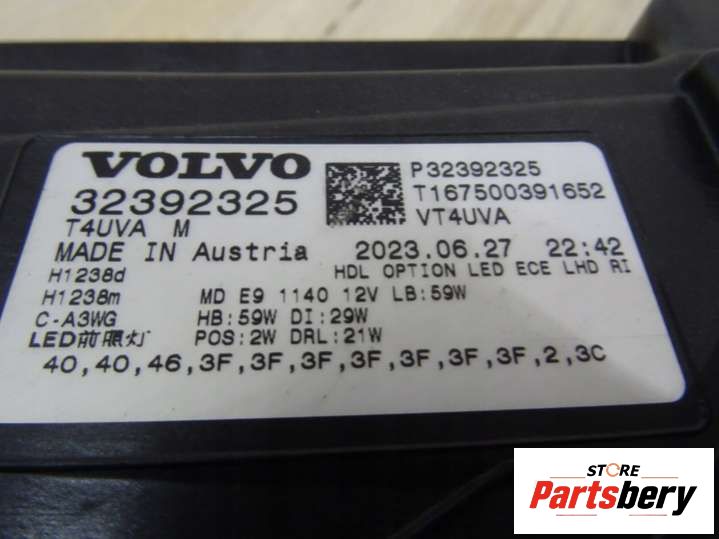 VOLVO
32392325
T4UVA M
P32392325
T167500391652
VT4UVA
MADE IN Austria 2023.06.27 22:42
H1238d HDL OPTION LED ECE LHD RI
H1238m MD E9 1140 12V LB:59W
C-A3WG HB:59W DI:29W
LED前照灯 POS:2W DRL:21W
40,40,46,3F,3F,3F,3F,3F,3F,3F,2,3C
STORE
Partsbery